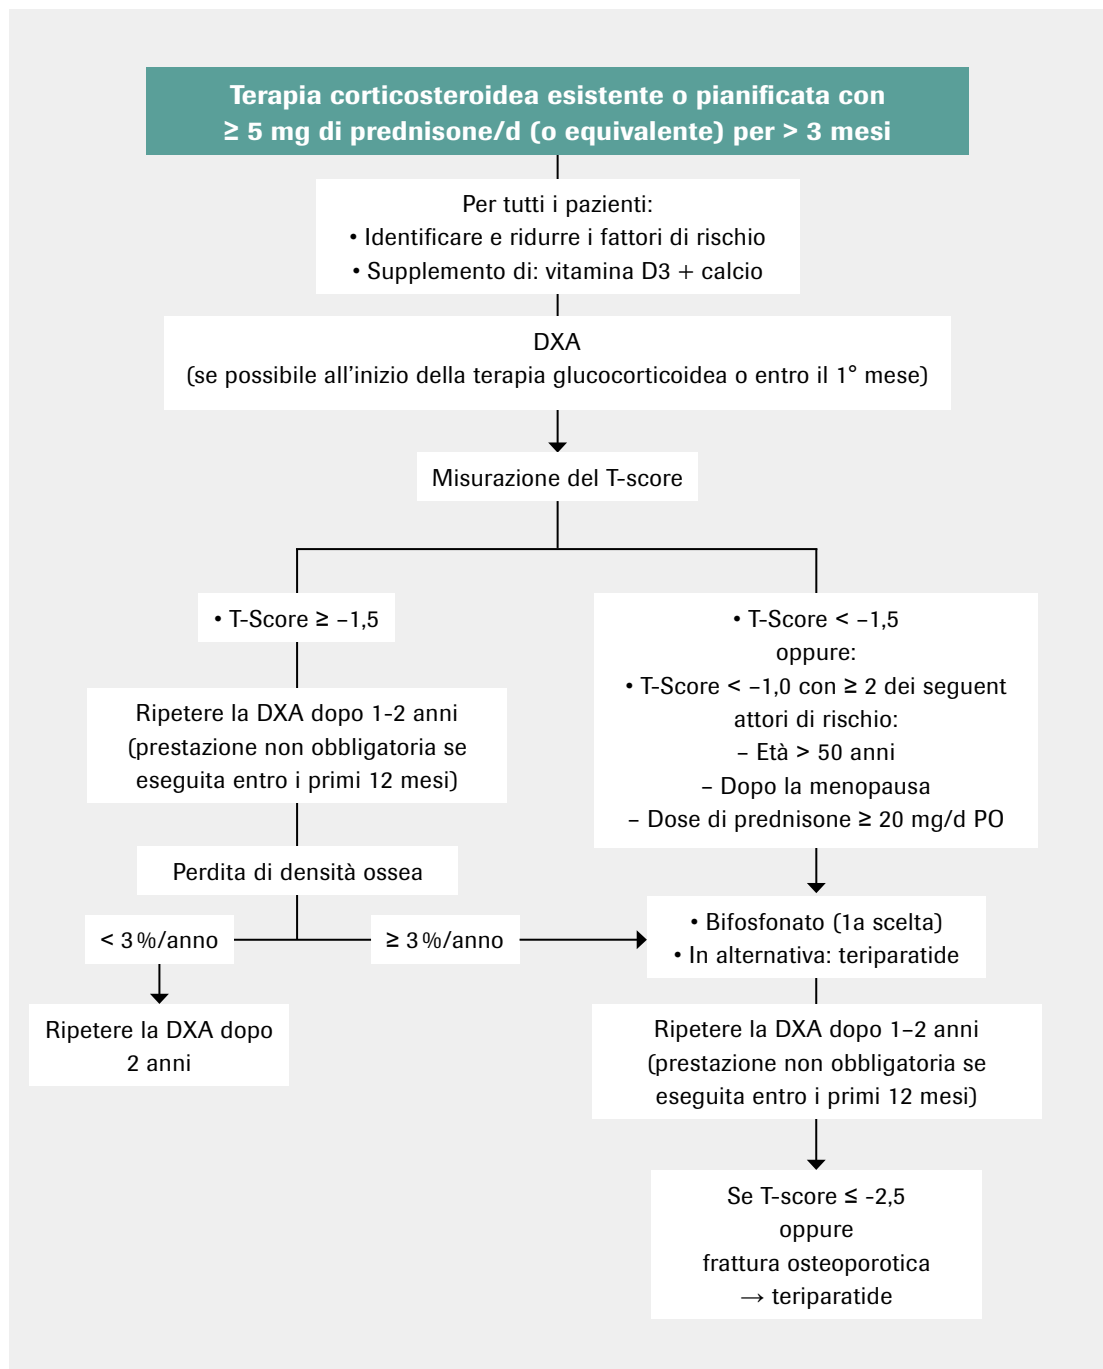 Terapia corticosteroidea esistente o pianificata con
≥ 5 mg di prednisone/d (o equivalente) per > 3 mesi
Per tutti i pazienti:
• Identificare e ridurre i fattori di rischio
• Supplemento di: vitamina D3 + calcio
DXA
(se possibile all'inizio della terapia glucocorticoidea o entro il 1° mese)
Misurazione del T-score
• T-Score ≥ –1,5
Ripetere la DXA dopo 1-2 anni
(prestazione non obbligatoria se
eseguita entro i primi 12 mesi)
Perdita di densità ossea
< 3 %/anno
≥ 3 %/anno
Ripetere la DXA dopo
2 anni
• T-Score < –1,5
oppure:
• T-Score < –1,0 con ≥ 2 dei seguent
attori di rischio:
– Età > 50 anni
– Dopo la menopausa
– Dose di prednisone ≥ 20 mg/d PO
• Bifosfonato (1a scelta)
• In alternativa: teriparatide
Ripetere la DXA dopo 1–2 anni
(prestazione non obbligatoria se
eseguita entro i primi 12 mesi)
Se T-score ≤ -2,5
oppure
frattura osteoporotica
→ teriparatide